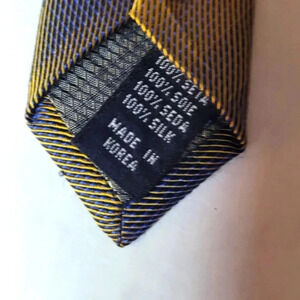 100% SETA
100% SOIE
100% SEDA
100% SILK
MADE IN
KOREA